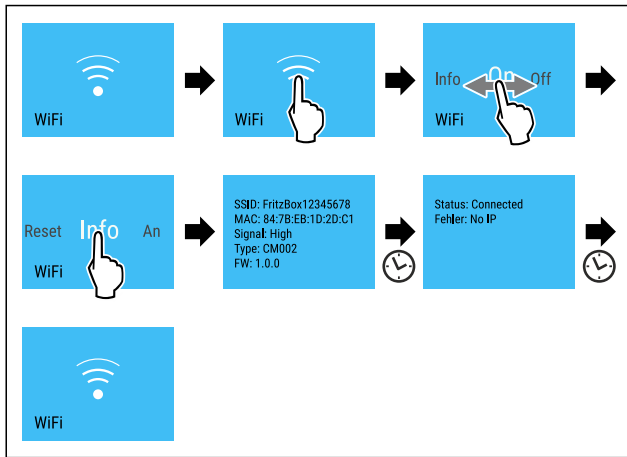 WiFi
WiFi
Info On Off
WiFi
Reset Info An
WiFi
SSID: FritzBox12345678
MAC: 84:7B:EB:1D:2D:C1
Signal: High
Type: CM002
FW: 1.0.0
Status: Connected
Fehler: No IP
WiFi